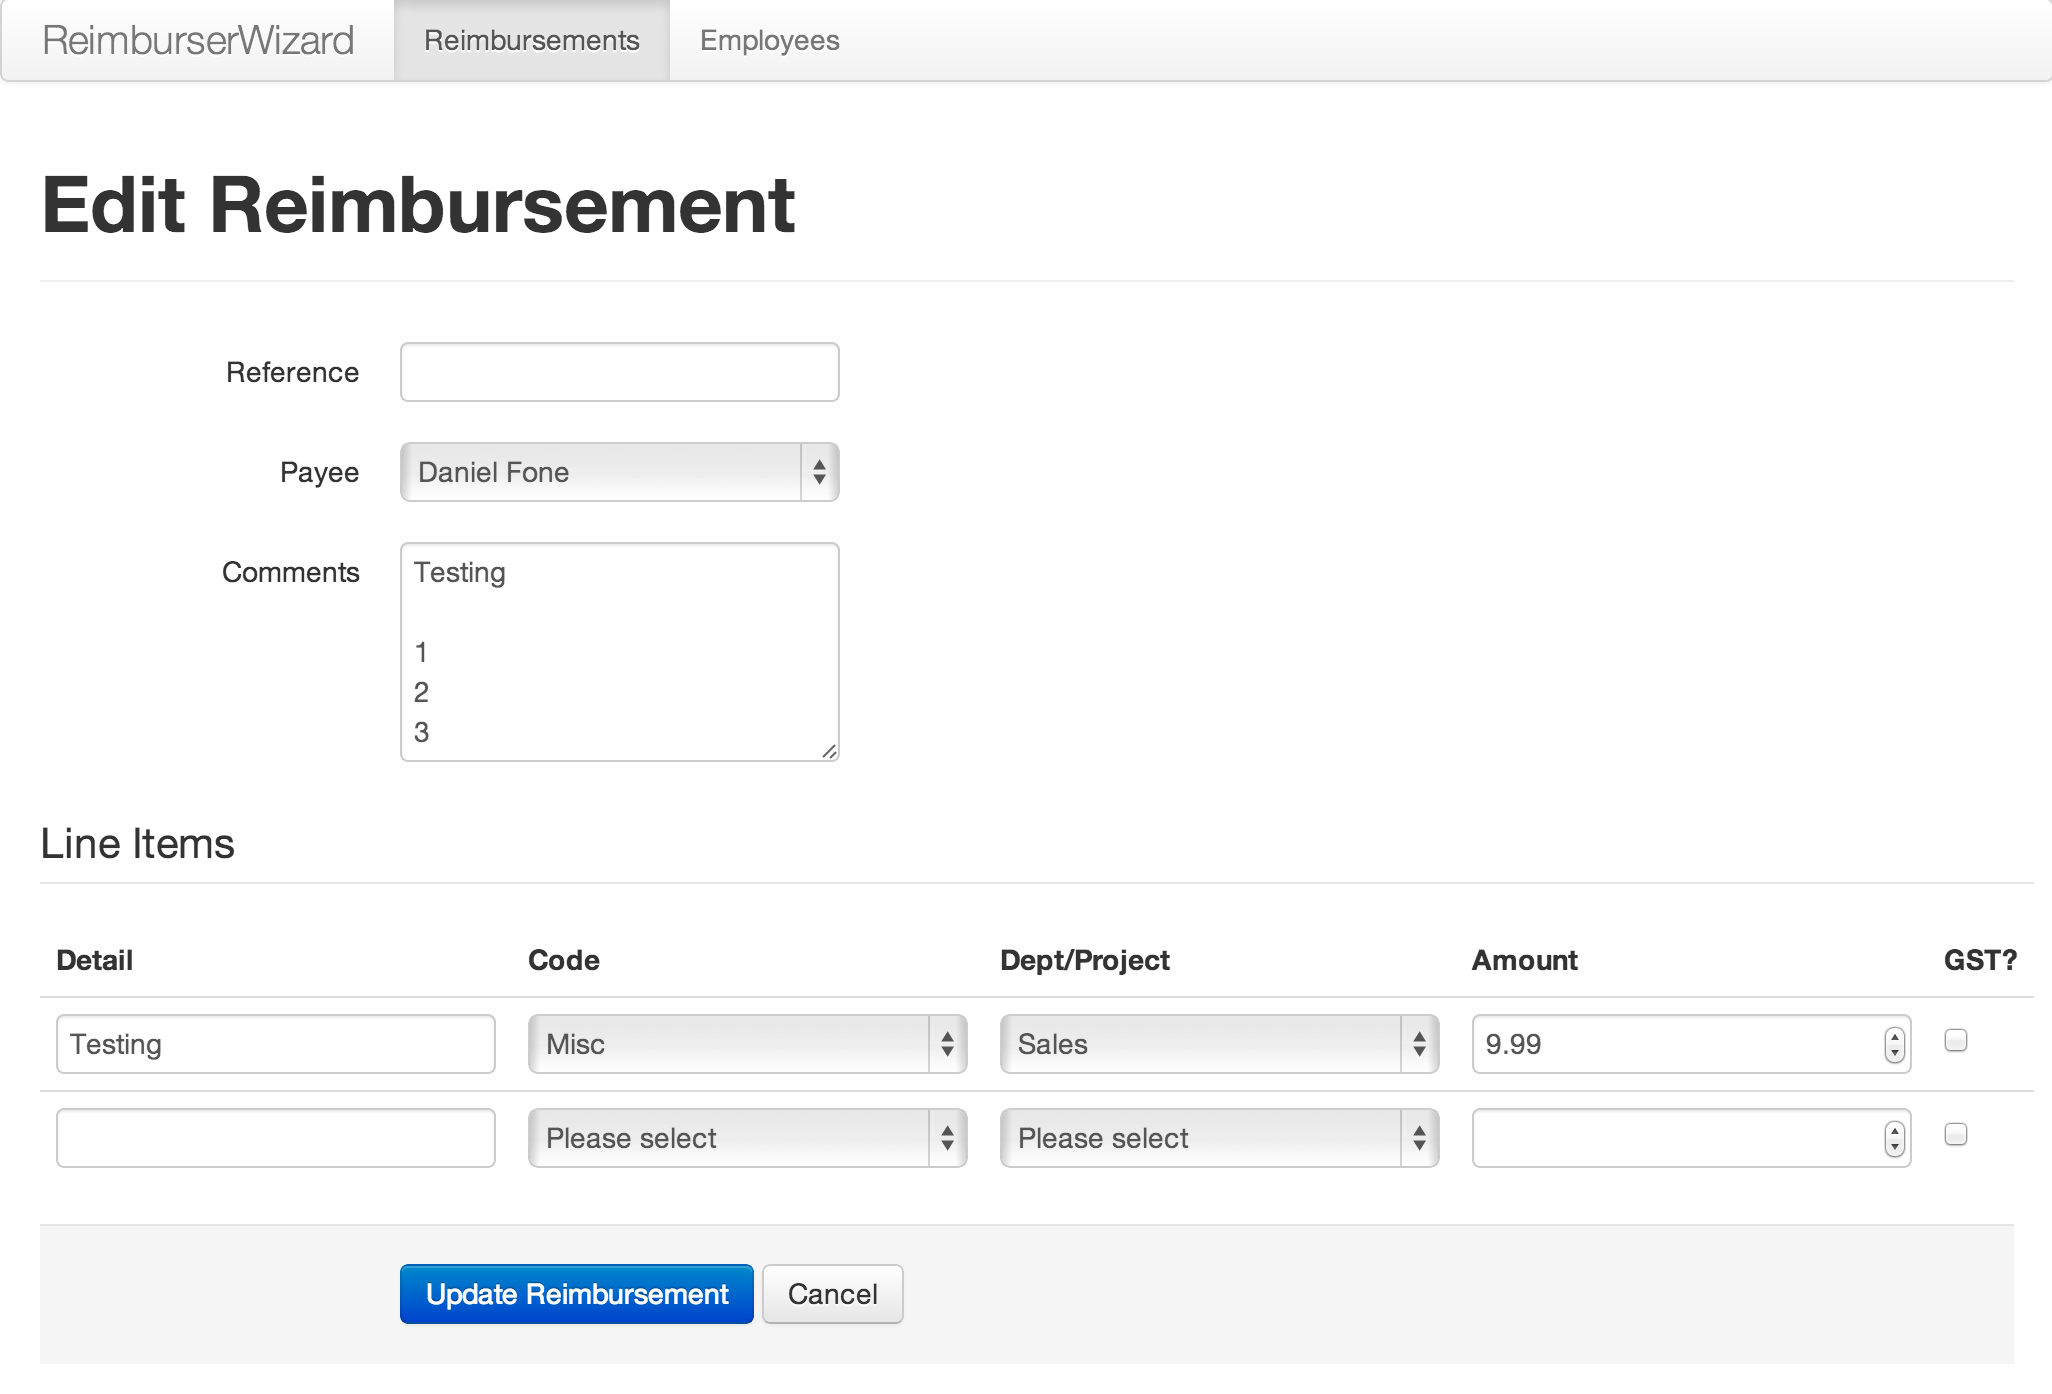 ReimburserWizard Reimbursements Employees
Edit Reimbursement
Reference
Payee Daniel Fone
Comments Testing
1
2
3
Line Items
Detail Code Dept/Project Amount GST?
Testing Misc Sales 9.99
Please select Please select
Update Reimbursement Cancel